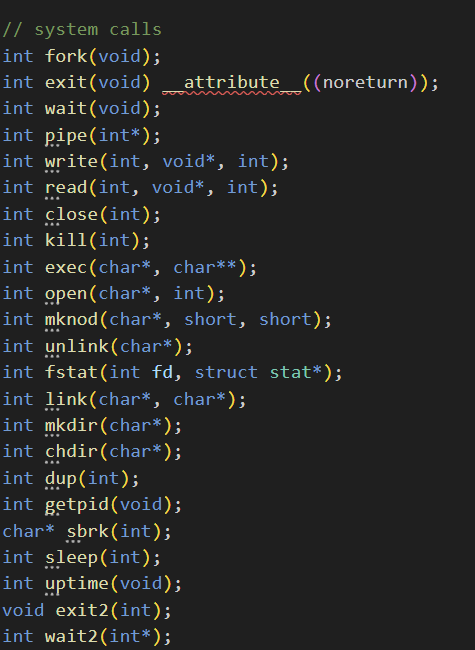 // system calls
int fork(void);
int exit(void) __attribute__((noreturn));
int wait(void);
int pipe(int*);
int write(int, void*, int);
int read(int, void*, int);
int close(int);
int kill(int);
int exec(char*, char**);
int open(char*, int);
int mknod(char*, short, short);
int unlink(char*);
int fstat(int fd, struct stat*);
int link(char*, char*);
int mkdir(char*);
int chdir(char*);
int dup(int);
int getpid(void);
char* sbrk(int);
int sleep(int);
int uptime(void);
void exit2(int);
int wait2(int*);